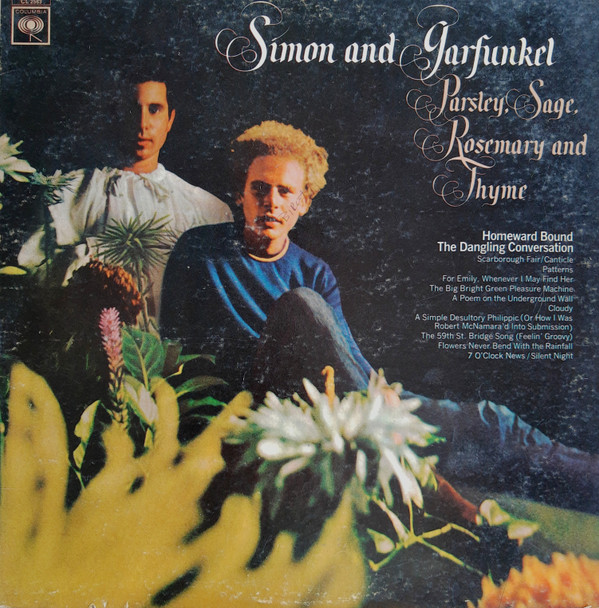 CL 2563
COLUMBIA
Simon and Garfunkel
Parsley, Sage,
Rosemary and
Thyme
Homeward Bound
The Dangling Conversation
Scarborough Fair/Canticle
Patterns
For Emily, Whenever I May Find Her
The Big Bright Green Pleasure Machine
A Poem on the Underground Wall
Cloudy
A Simple Desultory Philippic (Or How I Was
Robert McNamara'd Into Submission)
The 59th St. Bridge Song (Feelin' Groovy)
Flowers Never Bend With the Rainfall
7 O'Clock News/Silent Night